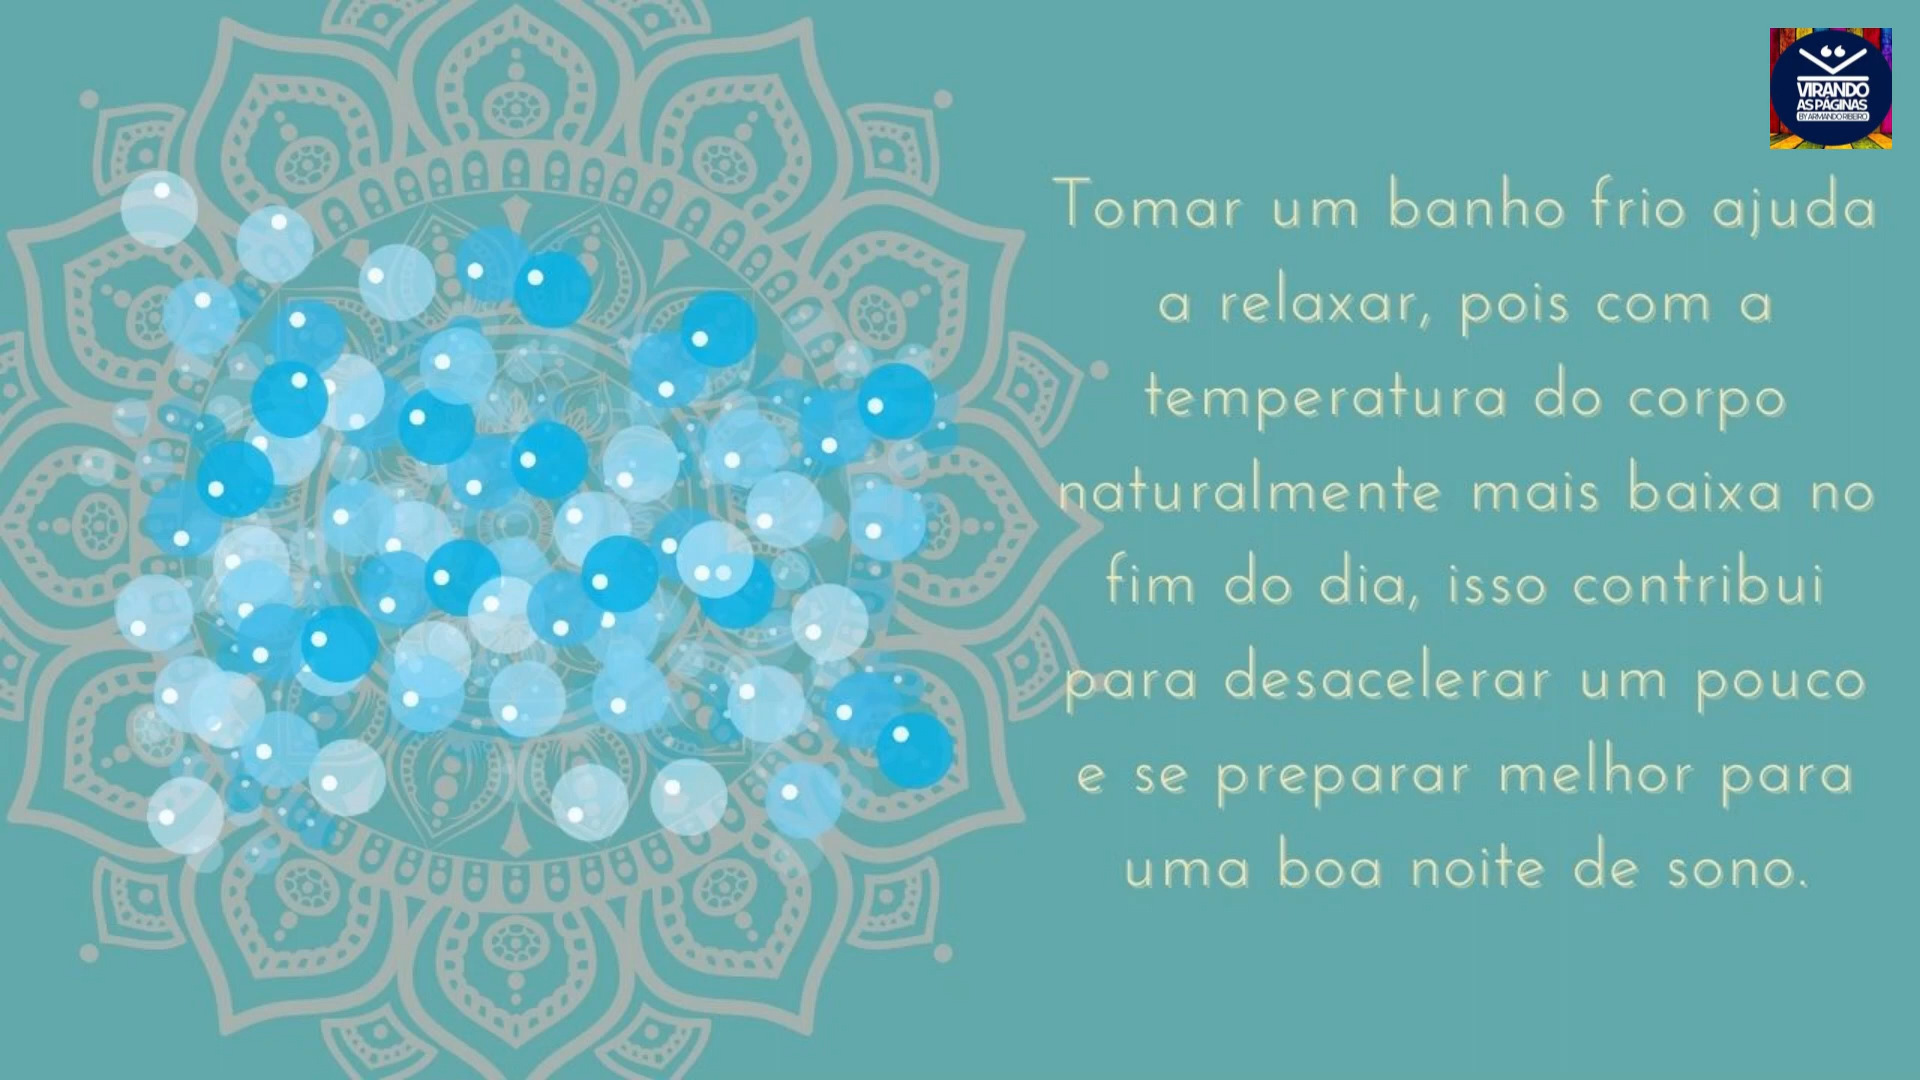 VIRANDO
AS PÁGINAS
BY ARMANDO RIBEIRO
Tomar um banho frio ajuda
a relaxar, pois com a
temperatura do corpo
naturalmente mais baixa no
fim do dia, isso contribui
para desacelerar um pouco
e se preparar melhor para
uma boa noite de sono.